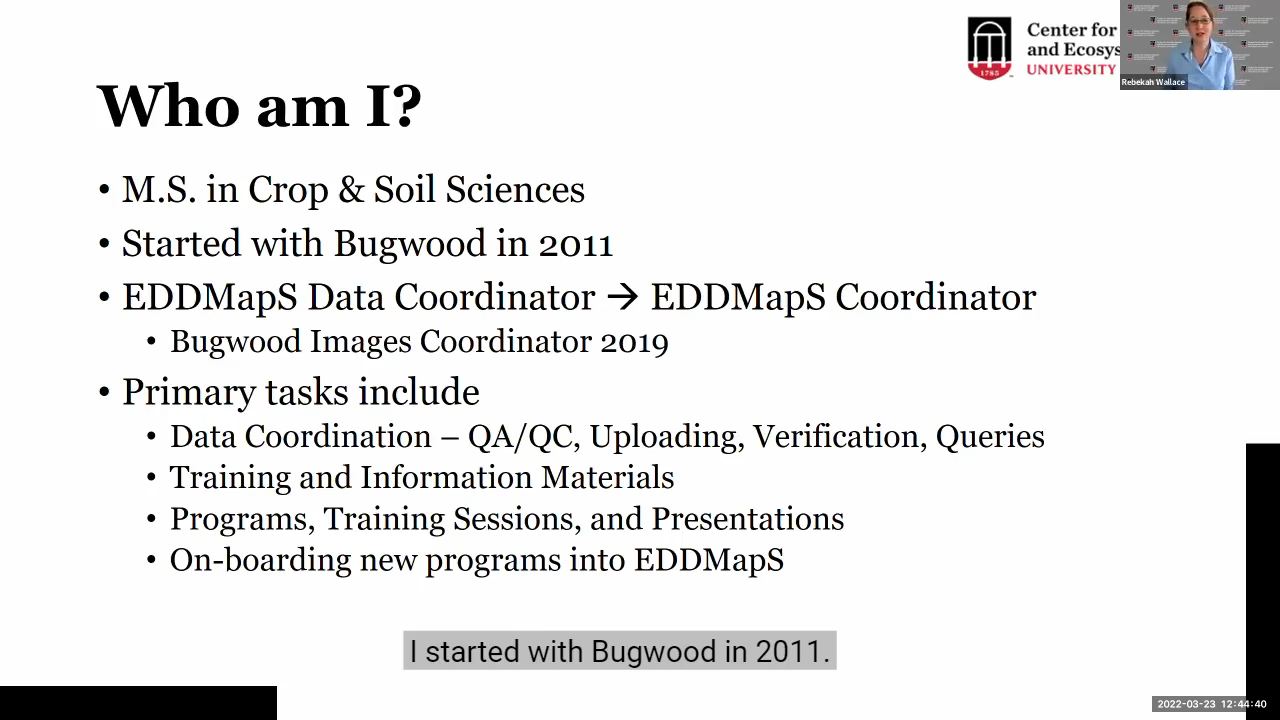 Center for
and Ecosys
UNIVERSITY
1785
Rebekah Wallace
Who am I?
• M.S. in Crop & Soil Sciences
• Started with Bugwood in 2011
• EDDMapS Data Coordinator → EDDMapS Coordinator
• Bugwood Images Coordinator 2019
• Primary tasks include
• Data Coordination – QA/QC, Uploading, Verification, Queries
• Training and Information Materials
• Programs, Training Sessions, and Presentations
• On-boarding new programs into EDDMapS
I started with Bugwood in 2011.
2022-03-23 12:44:40